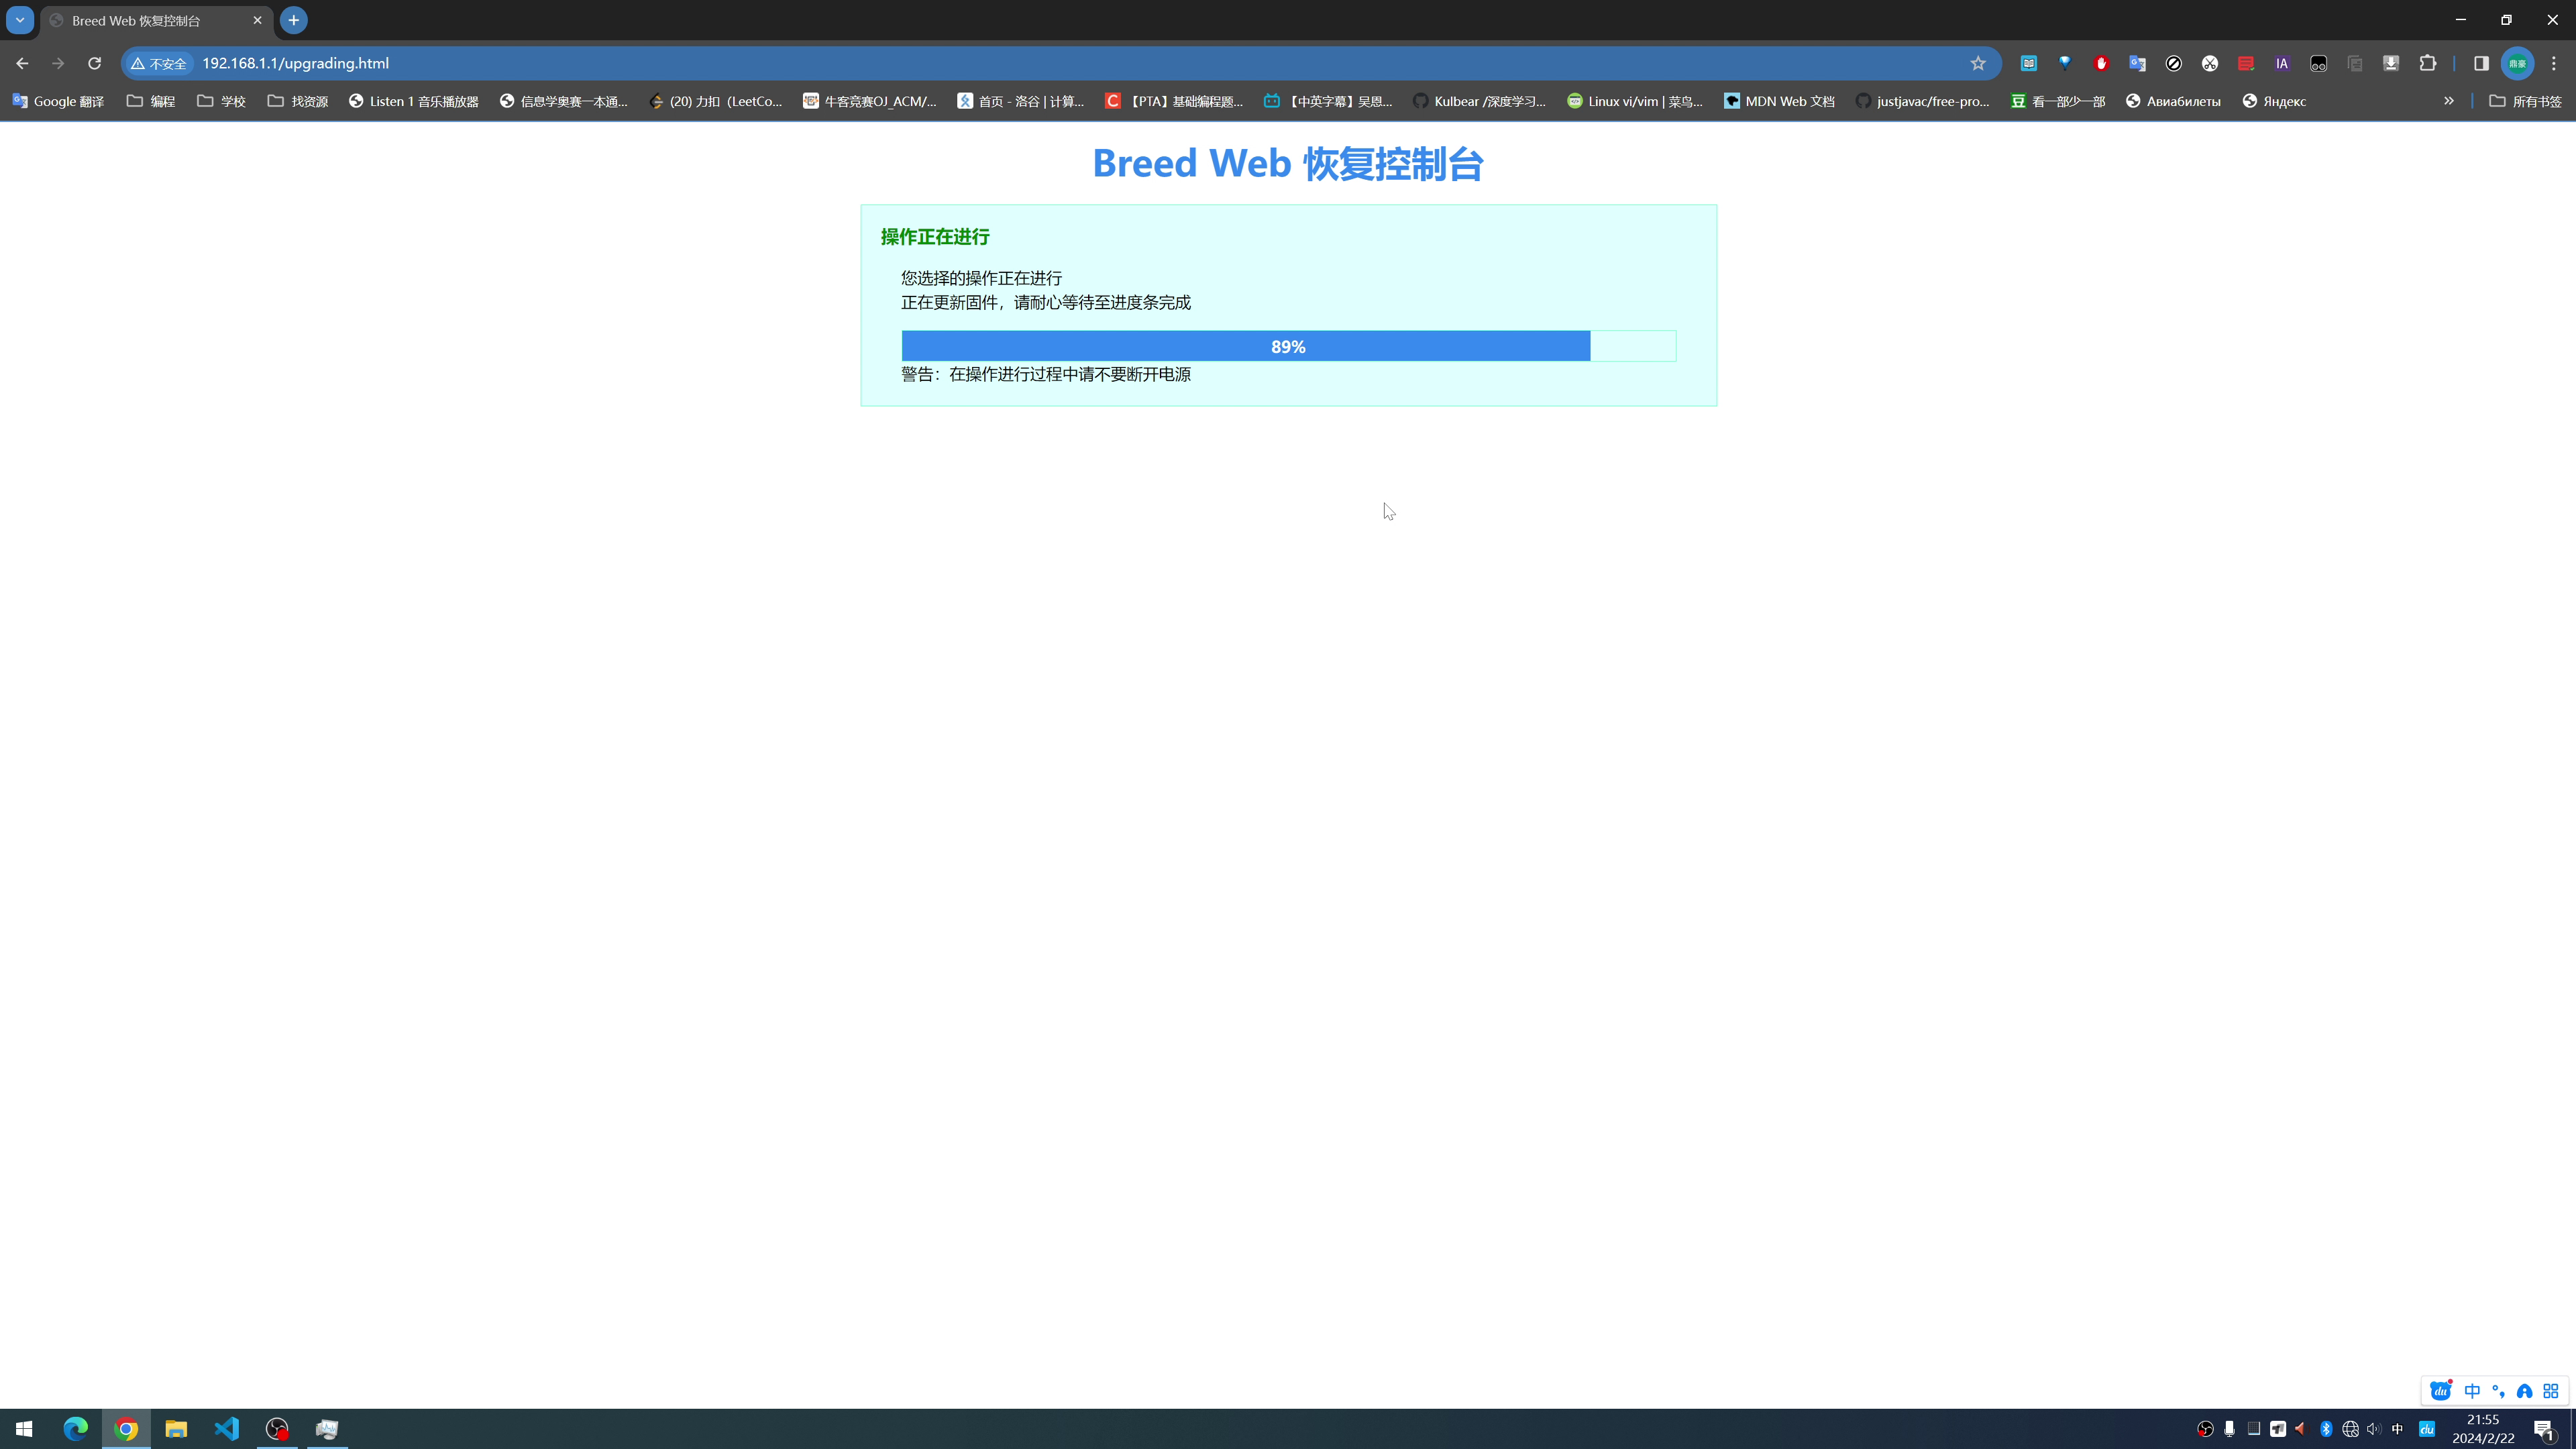 Breed Web 恢复控制台
不安全
192.168.1.1/upgrading.html
IA
鼎豪
Google 翻译
编程
学校
找资源
Listen 1 音乐播放器
信息学奥赛一本通...
(20) 力扣（LeetCo...
牛客竞赛OJ_ACM/...
首页 - 洛谷 | 计算...
【PTA】基础编程题...
【中英字幕】吴恩...
Kulbear /深度学习...
Linux vi/vim | 菜鸟...
MDN Web 文档
justjavac/free-pro...
豆 看一部少一部
Авиабилеты
Яндекс
所有书签
Breed Web 恢复控制台
操作正在进行
您选择的操作正在进行
正在更新固件，请耐心等待至进度条完成
89%
警告：在操作进行过程中请不要断开电源
du 中
中
du
21:55
2024/2/22
1